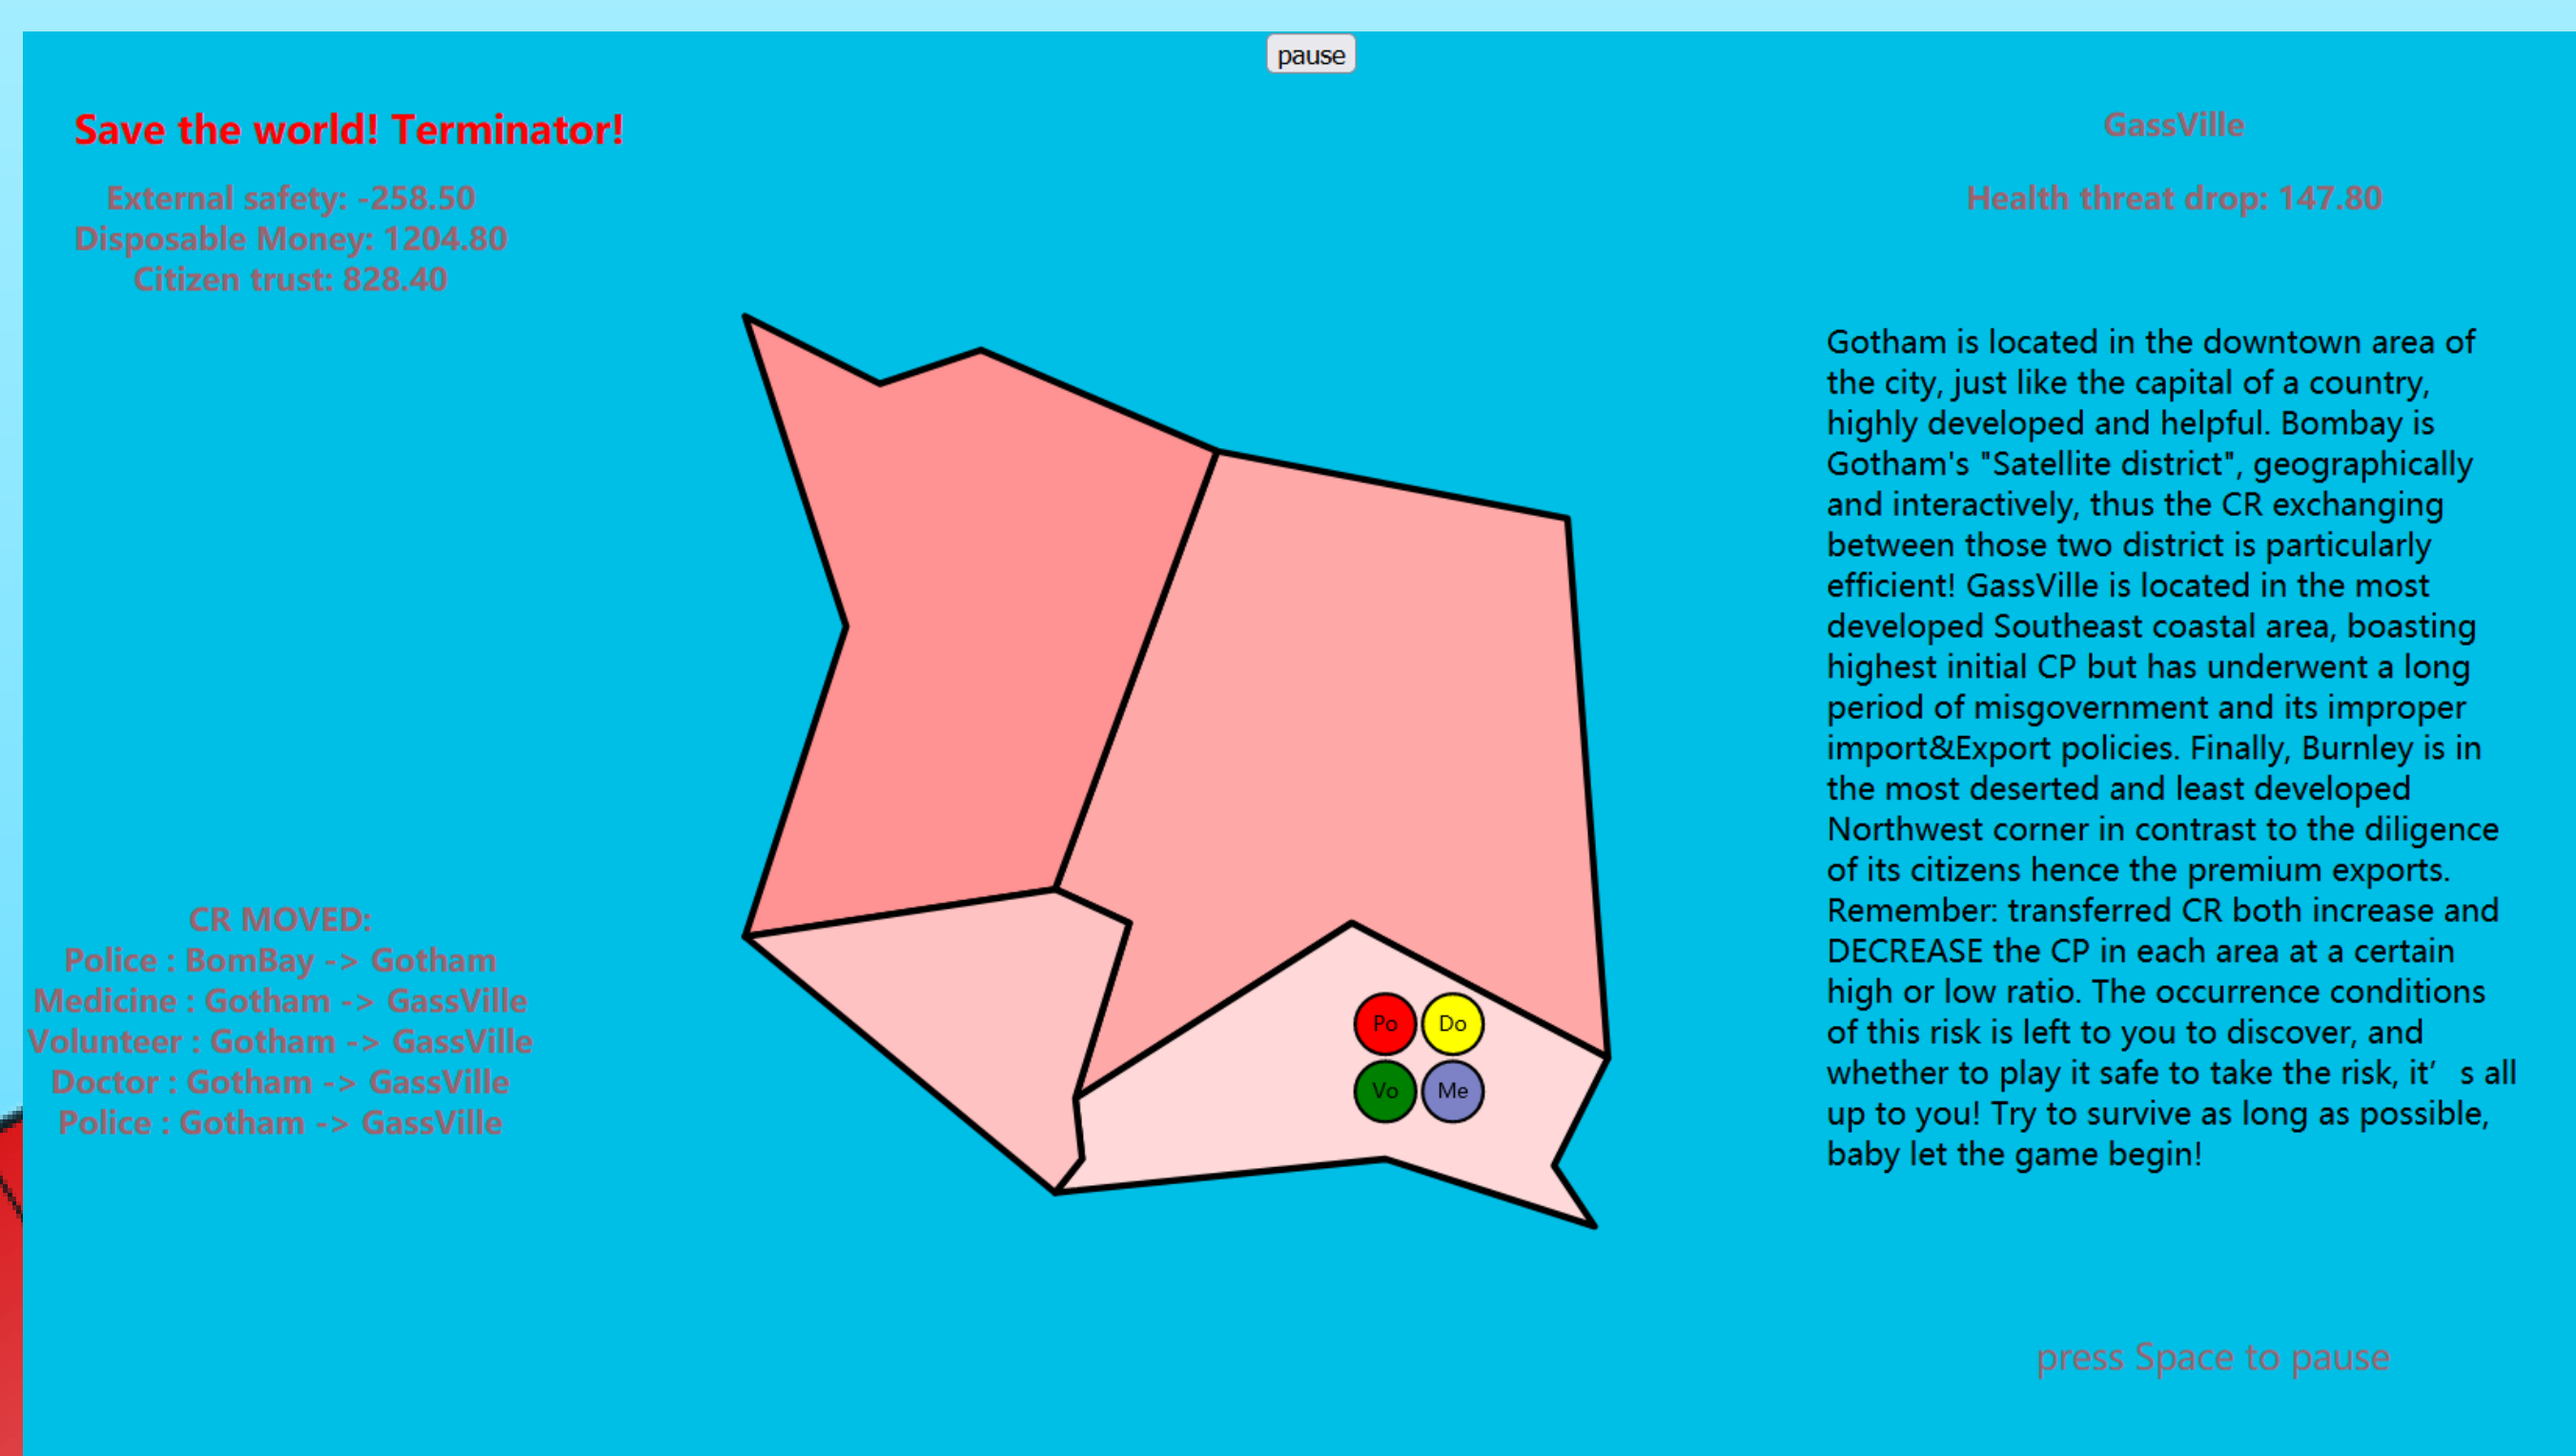 pause
Save the world! Terminator!
External safety: -258.50
Disposable Money: 1204.80
Citizen trust: 828.40
GassVille
Health threat drop: 147.80
Gotham is located in the downtown area of
the city, just like the capital of a country,
highly developed and helpful. Bombay is
Gotham's "Satellite district", geographically
and interactively, thus the CR exchanging
between those two district is particularly
efficient! GassVille is located in the most
developed Southeast coastal area, boasting
highest initial CP but has underwent a long
period of misgovernment and its improper
import&Export policies. Finally, Burnley is in
the most deserted and least developed
Northwest corner in contrast to the diligence
of its citizens hence the premium exports.
Remember: transferred CR both increase and
DECREASE the CP in each area at a certain
high or low ratio. The occurrence conditions
of this risk is left to you to discover, and
whether to play it safe to take the risk, it’ s all
up to you! Try to survive as long as possible,
baby let the game begin!
CR MOVED:
Police : BomBay -> Gotham
Medicine : Gotham -> GassVille
Volunteer : Gotham -> GassVille
Doctor : Gotham -> GassVille
Police : Gotham -> GassVille
Po Do
Vo Me
press Space to pause